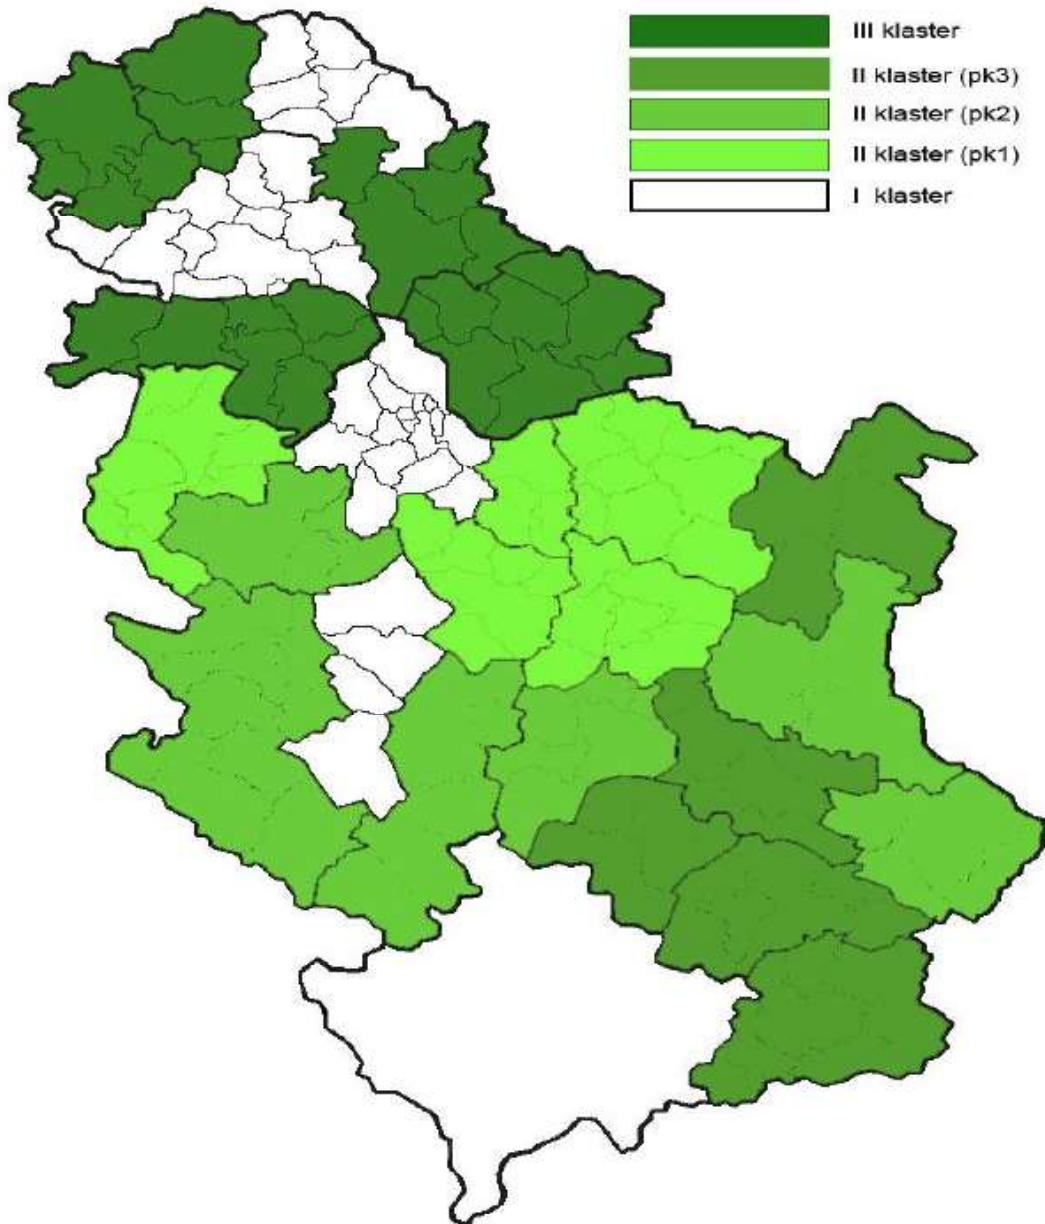 III klaster
II klaster (pk3)
II klaster (pk2)
II klaster (pk1)
I klaster